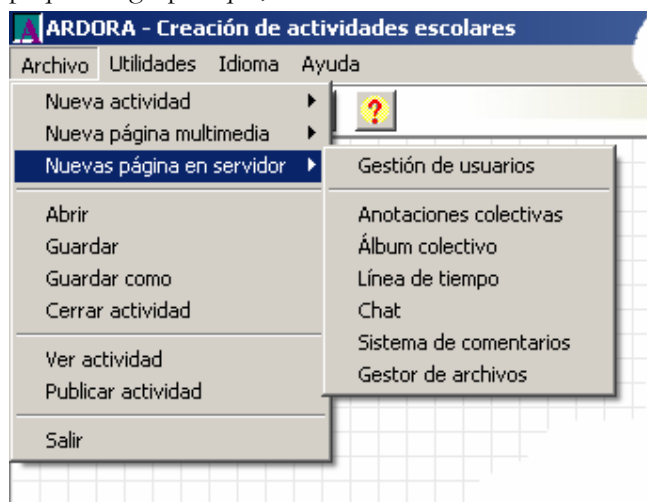 ARDORA - Creación de actividades escolares
Archivo Utilidades Idioma Ayuda
Nueva actividad
Nueva página multimedia
Nuevas página en servidor
Abrir
Guardar
Guardar como
Cerrar actividad
Ver actividad
Publicar actividad
Salir
Gestión de usuarios
Anotaciones colectivas
Álbum colectivo
Línea de tiempo
Chat
Sistema de comentarios
Gestor de archivos